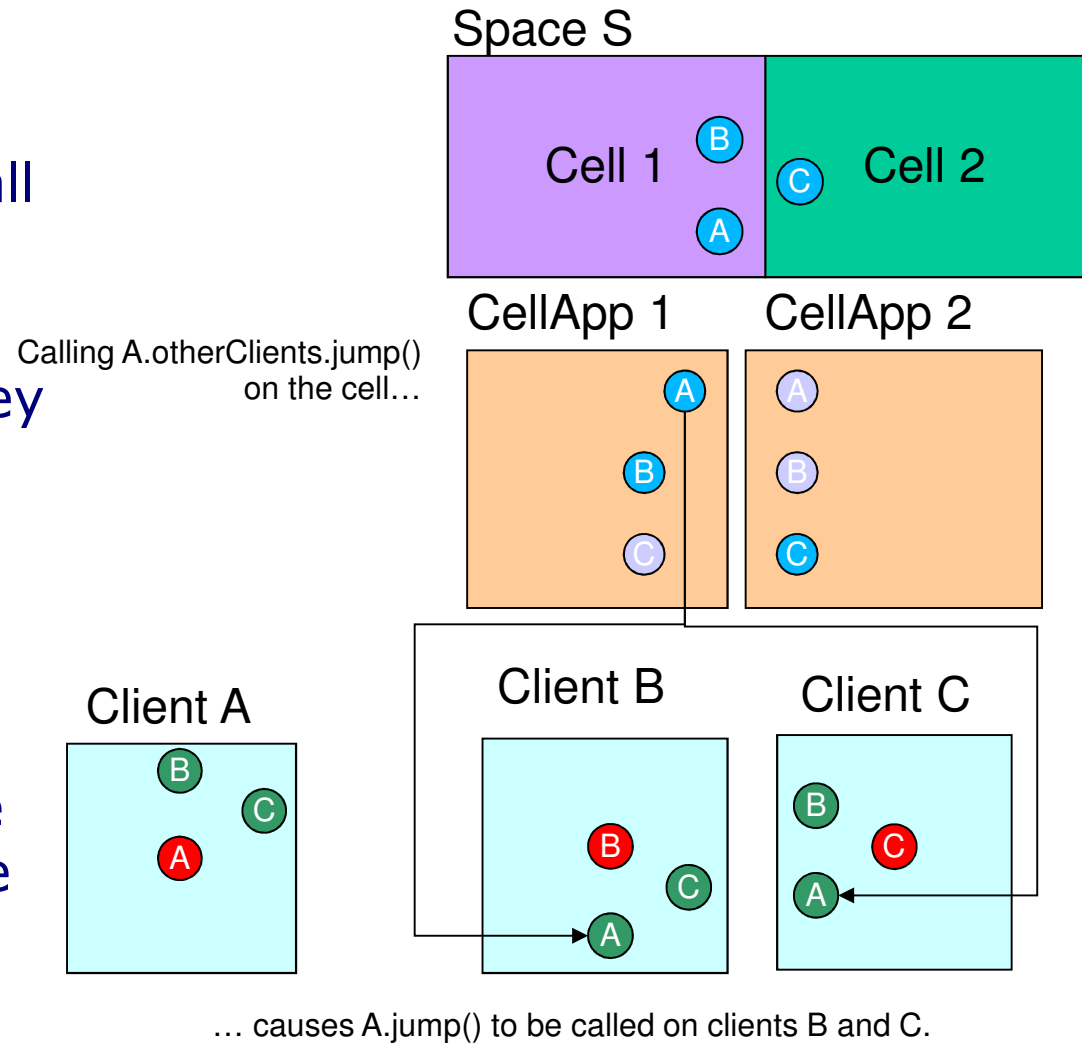 Space S
B
Cell 1
C
Cell 2
A
all
CellApp 1
CellApp 2
Calling A.otherClients.jump()
on the cell…
A
A
B
B
C
C
Client A
Client B
Client C
B
C
A
B
C
A
B
C
A
… causes A.jump() to be called on clients B and C.